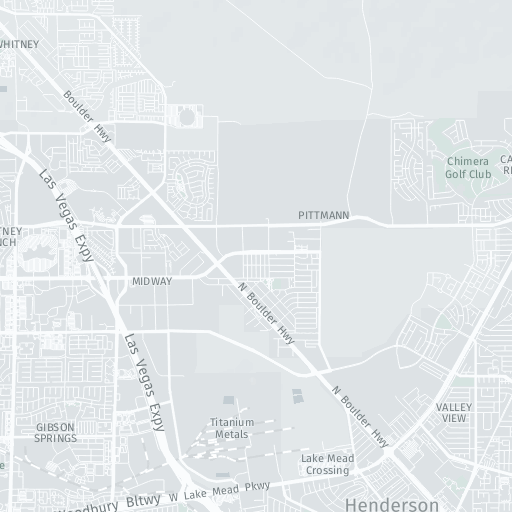 WHITNEY
Boulder Hwy
Chimera
Golf Club
Las Vegas Expy
PITTMANN
MIDWAY
N Boulder Hwy
Las Vegas Expy
N Boulder Hwy
VALLEY
VIEW
GIBSON
SPRINGS
Titanium
Metals
Lake Mead
Crossing
Woodbury Bltwy
W Lake Mead Pkwy
Henderson